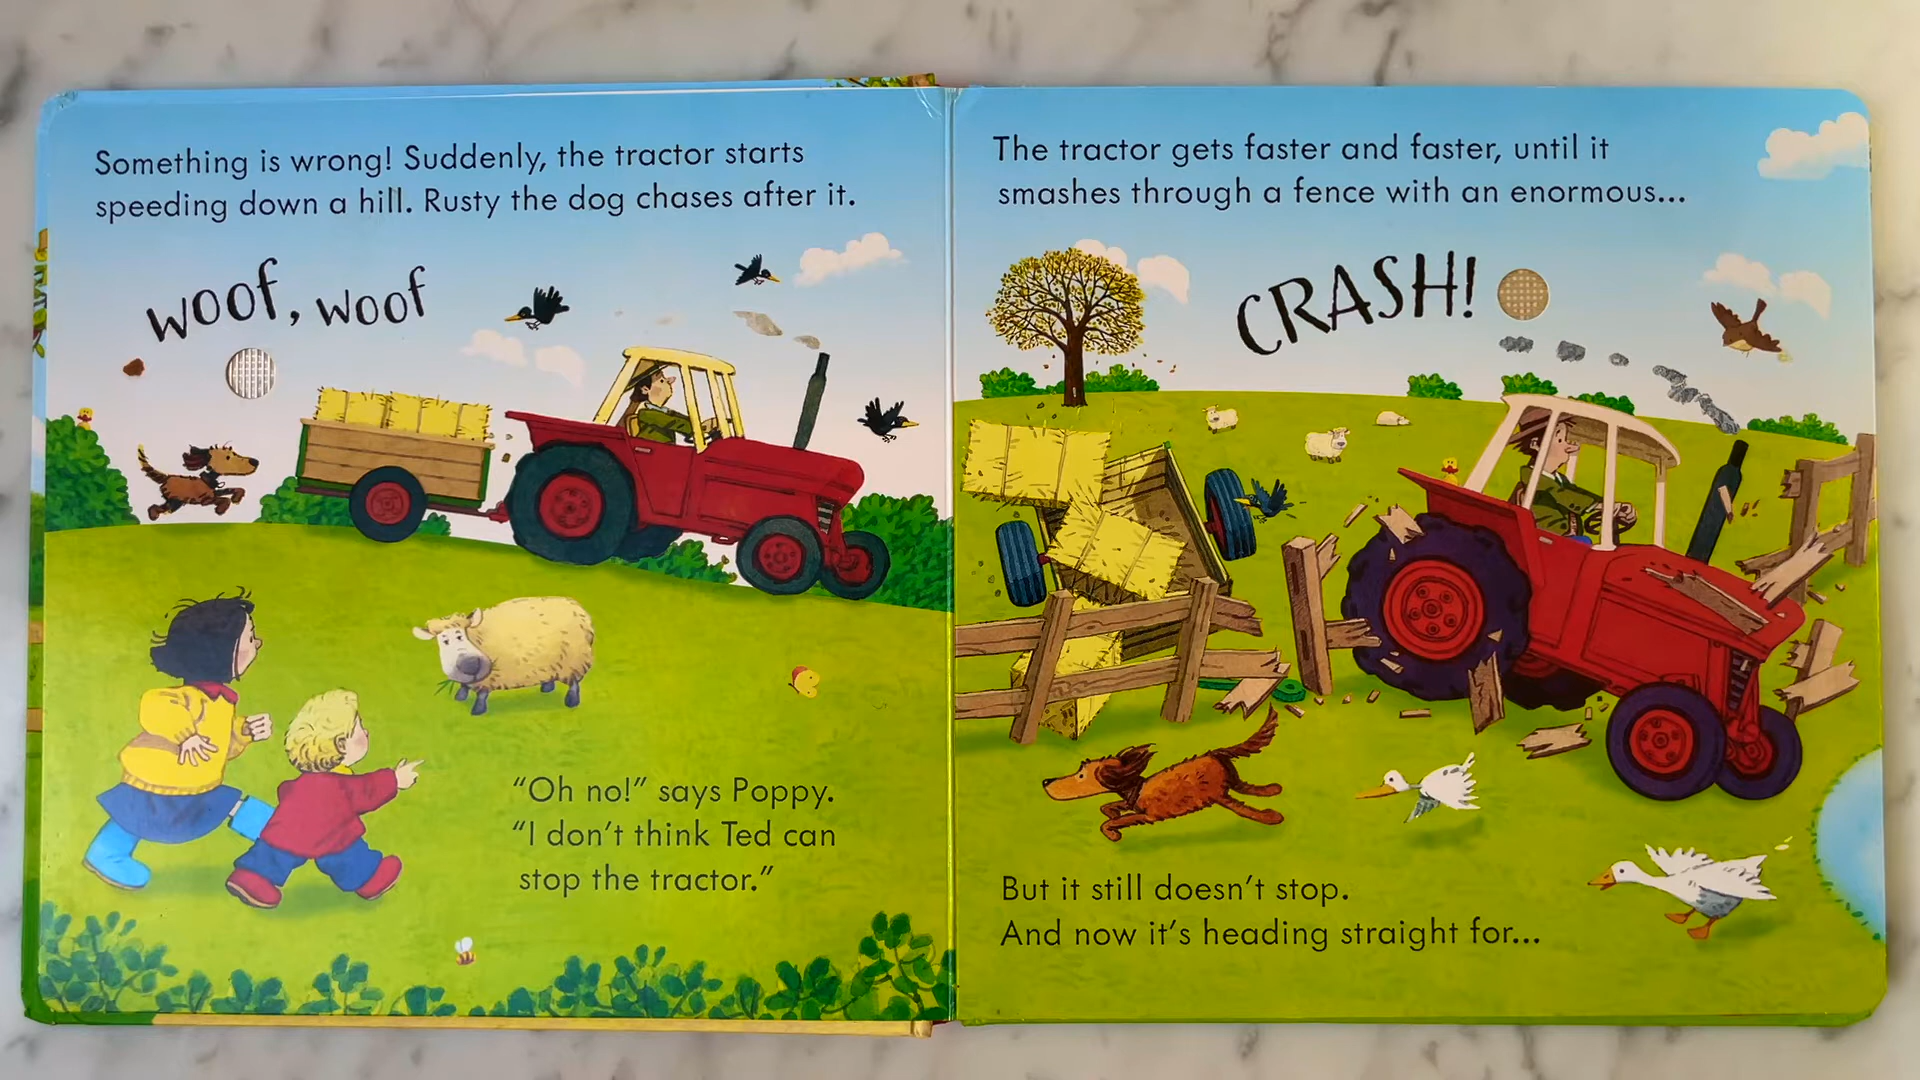 Something is wrong! Suddenly, the tractor starts
speeding down a hill. Rusty the dog chases after it.
WOOF, WOOF
"Oh no!" says Poppy.
"I don't think Ted can
stop the tractor."
The tractor gets faster and faster, until it
smashes through a fence with an enormous...
CRASH!
But it still doesn't stop.
And now it's heading straight for...